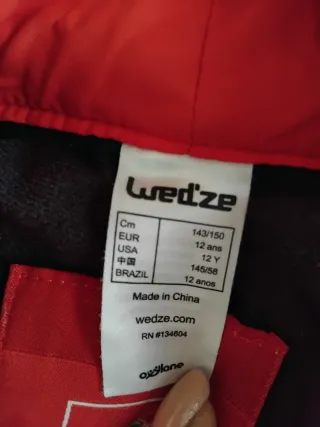 Wed'ze
Cm 143/150
EUR 12 ans
USA 12 Y
中国 145/58
BRAZIL 12 anos
Made in China
wedze.com
RN #134604
oxylane